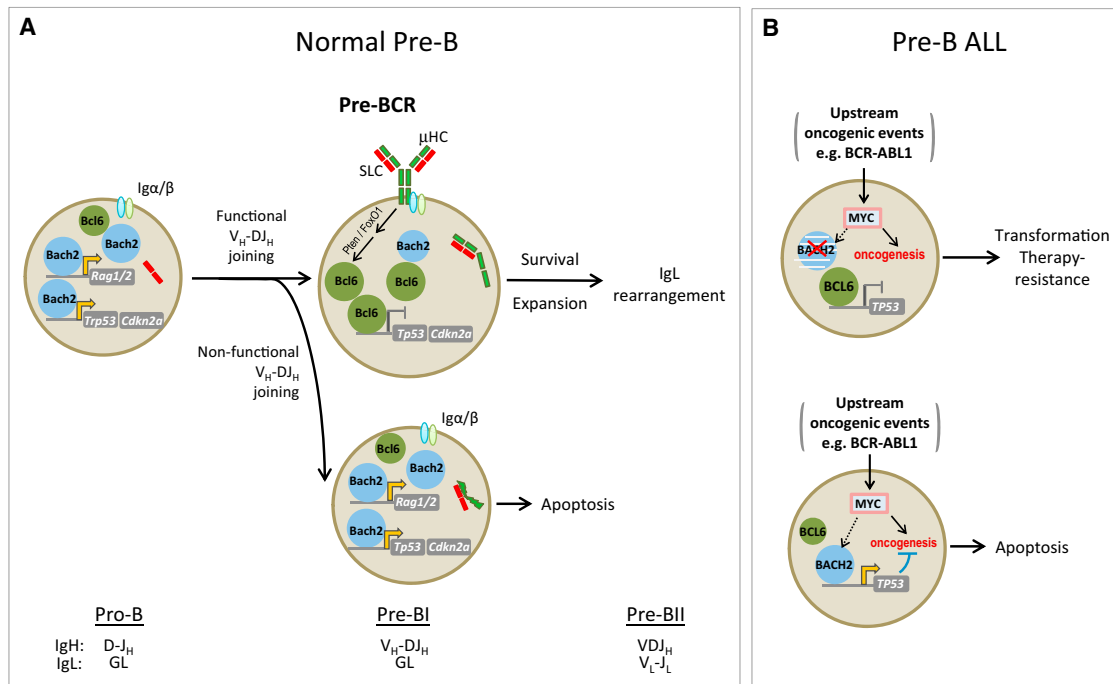 A
Normal Pre-B
Pre-BCR
μHC
SLC
Igα/β
Bcl6
Bach2
Bach2
Rag1/2
Bach2
Trp53 Cdkn2a
Functional
VH-DJH
joining
Non-functional
VH-DJH
joining
Pten / FoxO1
Bach2
Bcl6
Bcl6
Bcl6
Tp53 Cdkn2a
Survival
Expansion
IgL
rearrangement
Igα/β
Bcl6
Bach2
Bach2
Rag1/2
Bach2
Tp53 Cdkn2a
Apoptosis
Pro-B
Pre-BI
Pre-BII
IgH: D-JH VH-DJH VDJH
IgL: GL GL VL-JL
B
Pre-B ALL
Upstream
oncogenic events
e.g. BCR-ABL1
MYC
BACH2
oncogenesis
BCL6
TP53
Transformation
Therapy-
resistance
Upstream
oncogenic events
e.g. BCR-ABL1
MYC
BCL6
oncogenesis
BACH2
TP53
Apoptosis